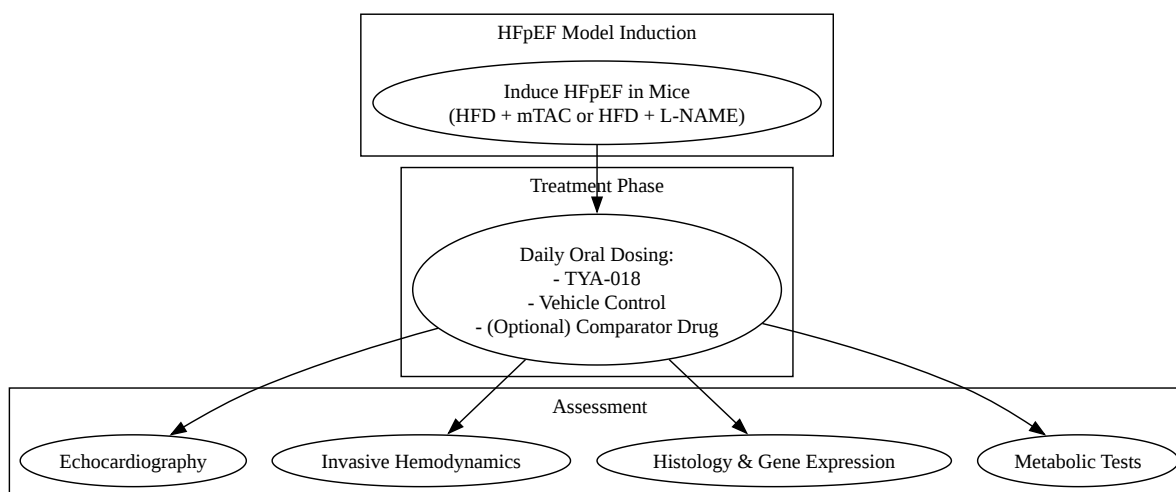 HFpEF Model Induction
Induce HFpEF in Mice
(HFD + mTAC or HFD + L-NAME)
Treatment Phase
Daily Oral Dosing:
- TYA-018
- Vehicle Control
- (Optional) Comparator Drug
Assessment
Echocardiography
Invasive Hemodynamics
Histology & Gene Expression
Metabolic Tests